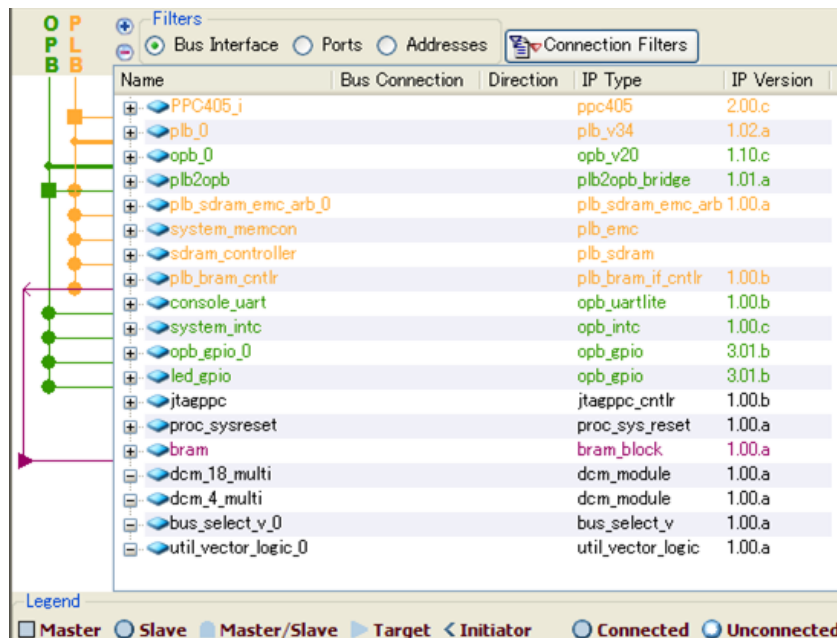 OPB PLB
Filters
Bus Interface Ports Addresses Connection Filters
Name Bus Connection Direction IP Type IP Version
PPC405_i ppc405 2.00.c
plb_0 plb_v34 1.02.a
opb_0 opb_v20 1.10.c
plb2opb plb2opb_bridge 1.01.a
plb_sdram_emc_arb_0 plb_sdram_emc_arb 1.00.a
system_memcon plb_emc
sdram_controller plb_sdram
plb_bram_cntlr plb_bram_if_cntlr 1.00.b
console_uart opb_uartlite 1.00.b
system_intc opb_intc 1.00.c
opb_gpio_0 opb_gpio 3.01.b
led_gpio opb_gpio 3.01.b
jtagppc jtagppc_cntlr 1.00.b
proc_sysreset proc_sys_reset 1.00.a
bram bram_block 1.00.a
dcm_18_multi dcm_module 1.00.a
dcm_4_multi dcm_module 1.00.a
bus_select_v_0 bus_select_v 1.00.a
util_vector_logic_0 util_vector_logic 1.00.a
Legend
Master Slave Master/Slave Target Initiator Connected Unconnected